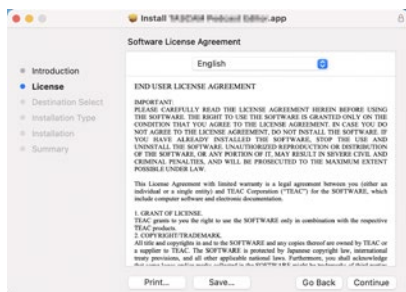 Install TASCAM Podcast Editor.app
Software License Agreement
English
Introduction
License
Destination Select
Installation Type
Installation
Summary
END USER LICENSE AGREEMENT
IMPORTANT:
PLEASE CAREFULLY READ THE LICENSE AGREEMENT HEREIN BEFORE USING
THE SOFTWARE. THE RIGHT TO USE THE SOFTWARE IS GRANTED ONLY ON THE
CONDITION THAT YOU AGREE TO THE LICENSE AGREEMENT. IN CASE YOU DO
NOT AGREE TO THE LICENSE AGREEMENT, DO NOT INSTALL THE SOFTWARE. IF
YOU HAVE ALREADY INSTALLED THE SOFTWARE, STOP THE USE AND
UNINSTALL THE SOFTWARE. UNAUTHORIZED REPRODUCTION OR DISTRIBUTION
OF THE SOFTWARE, OR ANY PORTION OF IT, MAY RESULT IN SEVERE CIVIL AND
CRIMINAL PENALTIES, AND WILL BE PROSECUTED TO THE MAXIMUM EXTENT
POSSIBLE UNDER LAW.
This License Agreement with limited warranty is a legal agreement between you (either an
individual or a single entity) and TEAC Corporation ("TEAC") for the SOFTWARE, which
include computer software and electronic documentation.
1. GRANT OF LICENSE.
TEAC grants to you the right to use the SOFTWARE only in combination with the respective
TEAC products.
2. COPYRIGHT/TRADEMARK.
All title and copyrights in and to the SOFTWARE and any copies thereof are owned by TEAC or
a supplier to TEAC. The SOFTWARE is protected by Japanese copyright law, international
treaty provisions, and all other applicable national laws. Furthermore, you shall acknowledge
Print...
Save...
Go Back
Continue